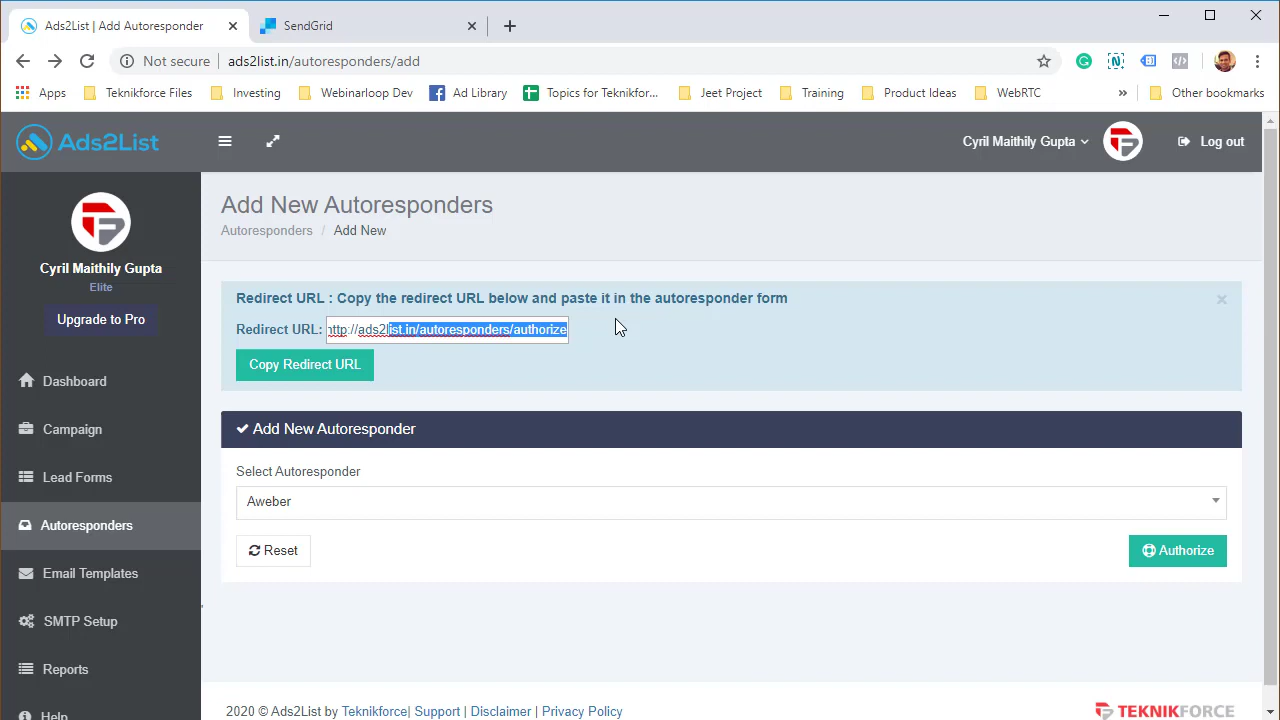 Ads2List | Add Autoresponder
SendGrid
Not secure
ads2list.in/autoresponders/add
Apps
Teknikforce Files
Investing
Webinarloop Dev
Ad Library
Topics for Teknikfor...
Jeet Project
Training
Product Ideas
WebRTC
»
Other bookmarks
Ads2List
Cyril Maithily Gupta
Log out
Cyril Maithily Gupta
Elite
Upgrade to Pro
Dashboard
Campaign
Lead Forms
Autoresponders
Email Templates
SMTP Setup
Reports
Help
Add New Autoresponders
Autoresponders / Add New
Redirect URL : Copy the redirect URL below and paste it in the autoresponder form
×
Redirect URL: http://ads2list.in/autoresponders/authorize
Copy Redirect URL
Add New Autoresponder
Select Autoresponder
Aweber
Reset
Authorize
2020 © Ads2List by Teknikforce| Support | Disclaimer | Privacy Policy
TEKNIKFORCE